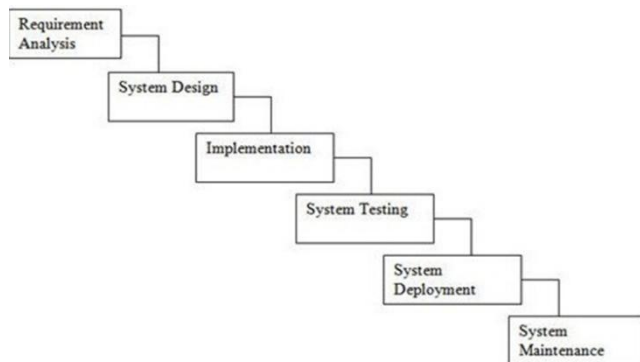 Requirement
Analysis
System Design
Implementation
System Testing
System
Deployment
System
Maintenance